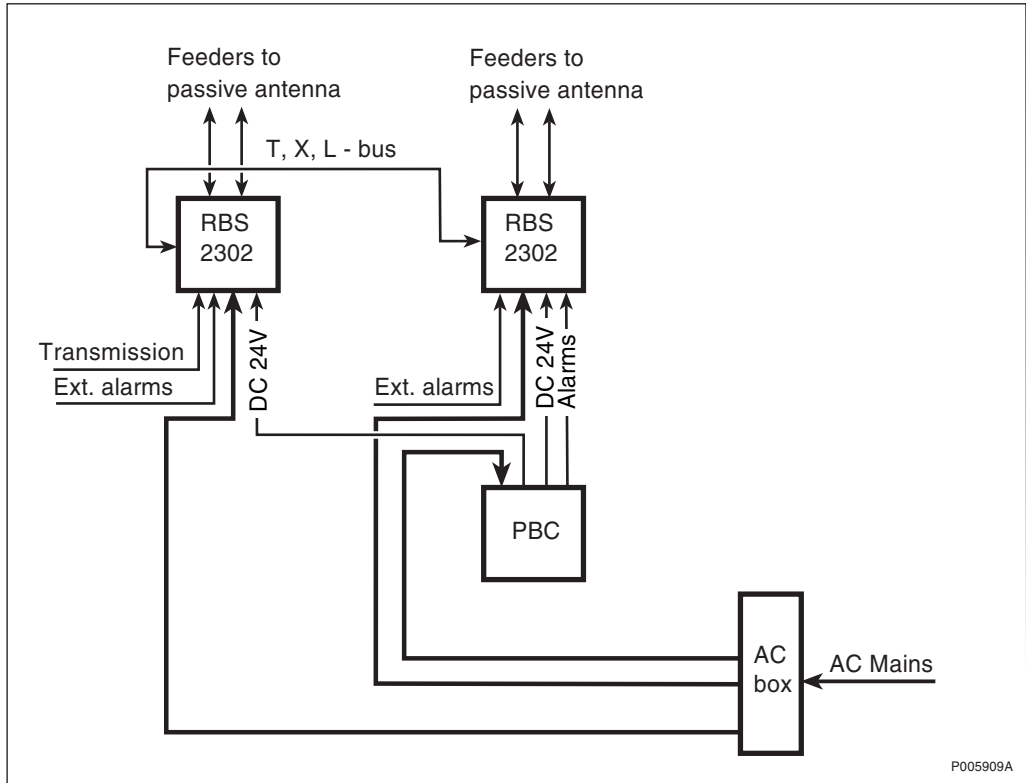 Feeders to
passive antenna
Feeders to
passive antenna
T, X, L - bus
RBS
2302
RBS
2302
Transmission
Ext. alarms
DC 24V
Ext. alarms
DC 24V
Alarms
PBC
AC
box
AC Mains
P005909A